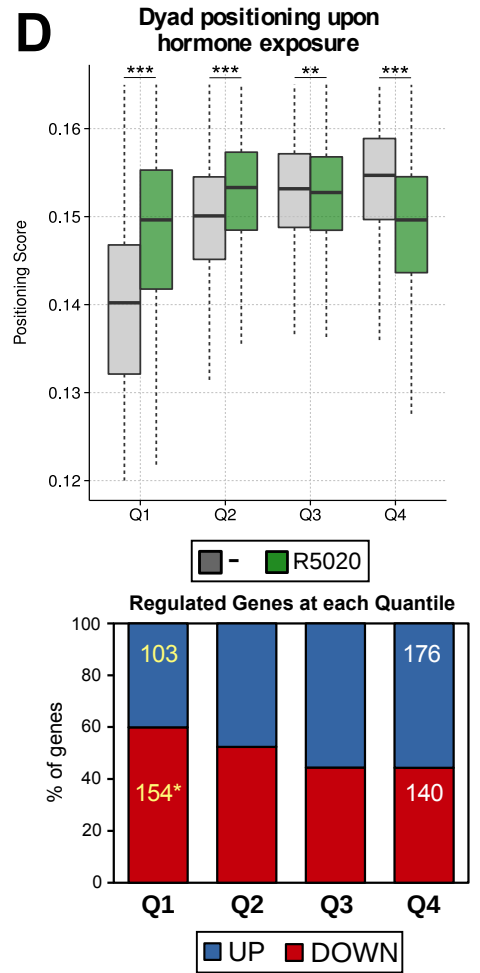 D
Dyad positioning upon
hormone exposure
*** *** ** ***
0.16
0.15
0.14
0.13
0.12
Positioning Score
Q1 Q2 Q3 Q4
- R5020
Regulated Genes at each Quantile
100
80
60
40
20
0
% of genes
103 176
154* 140
Q1 Q2 Q3 Q4
UP DOWN